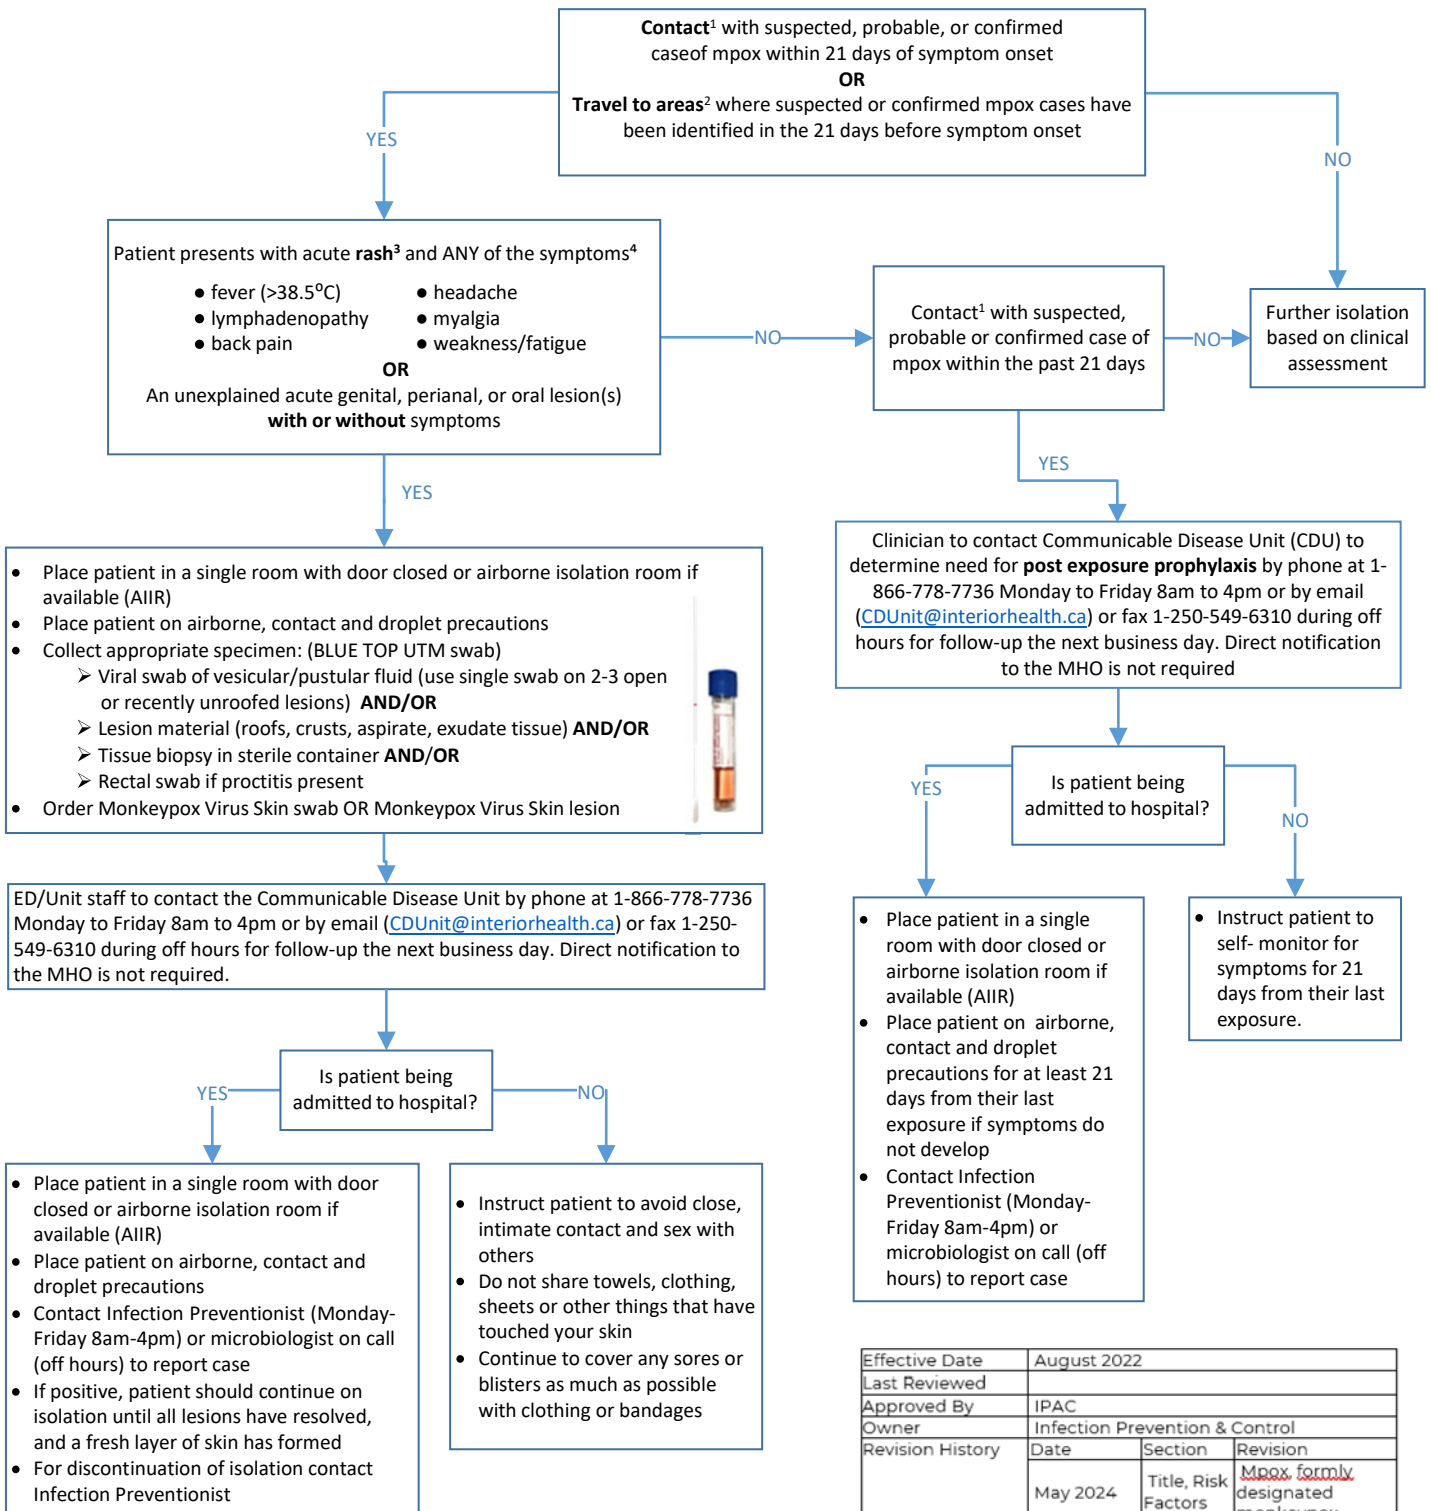 Contact¹ with suspected, probable, or confirmed
caseof mpox within 21 days of symptom onset
OR
Travel to areas² where suspected or confirmed mpox cases have
been identified in the 21 days before symptom onset
YES
NO
Patient presents with acute rash³ and ANY of the symptoms⁴
● fever (>38.5⁰C)
● lymphadenopathy
● back pain
● headache
● myalgia
● weakness/fatigue
OR
An unexplained acute genital, perianal, or oral lesion(s)
with or without symptoms
NO
Contact¹ with suspected,
probable or confirmed case of
mpox within the past 21 days
NO
Further isolation
based on clinical
assessment
YES
YES
• Place patient in a single room with door closed or airborne isolation room if
available (AIIR)
• Place patient on airborne, contact and droplet precautions
• Collect appropriate specimen: (BLUE TOP UTM swab)
➢ Viral swab of vesicular/pustular fluid (use single swab on 2-3 open
or recently unroofed lesions) AND/OR
➢ Lesion material (roofs, crusts, aspirate, exudate tissue) AND/OR
➢ Tissue biopsy in sterile container AND/OR
➢ Rectal swab if proctitis present
• Order Monkeypox Virus Skin swab OR Monkeypox Virus Skin lesion
Clinician to contact Communicable Disease Unit (CDU) to
determine need for post exposure prophylaxis by phone at 1-
866-778-7736 Monday to Friday 8am to 4pm or by email
(CDUnit@interiorhealth.ca) or fax 1-250-549-6310 during off
hours for follow-up the next business day. Direct notification
to the MHO is not required
ED/Unit staff to contact the Communicable Disease Unit by phone at 1-866-778-7736
Monday to Friday 8am to 4pm or by email (CDUnit@interiorhealth.ca) or fax 1-250-
549-6310 during off hours for follow-up the next business day. Direct notification to
the MHO is not required.
Is patient being
admitted to hospital?
YES
NO
• Place patient in a single
room with door closed or
airborne isolation room if
available (AIIR)
• Place patient on  airborne,
contact and droplet
precautions for at least 21
days from their last
exposure if symptoms do
not develop
• Contact Infection
Preventionist (Monday-
Friday 8am-4pm) or
microbiologist on call (off
hours) to report case
• Instruct patient to
self- monitor for
symptoms for 21
days from their last
exposure.
Is patient being
admitted to hospital?
YES
NO
• Place patient in a single room with door
closed or airborne isolation room if
available (AIIR)
• Place patient on airborne, contact and
droplet precautions
• Contact Infection Preventionist (Monday-
Friday 8am-4pm) or microbiologist on call
(off hours) to report case
• If positive, patient should continue on
isolation until all lesions have resolved,
and a fresh layer of skin has formed
• For discontinuation of isolation contact
Infection Preventionist
• Instruct patient to avoid close,
intimate contact and sex with
others
• Do not share towels, clothing,
sheets or other things that have
touched your skin
• Continue to cover any sores or
blisters as much as possible
with clothing or bandages
Effective Date August 2022
Last Reviewed
Approved By IPAC
Owner Infection Prevention & Control
Revision History Date Section Revision
May 2024 Title, Risk Factors Mpox, formly designated